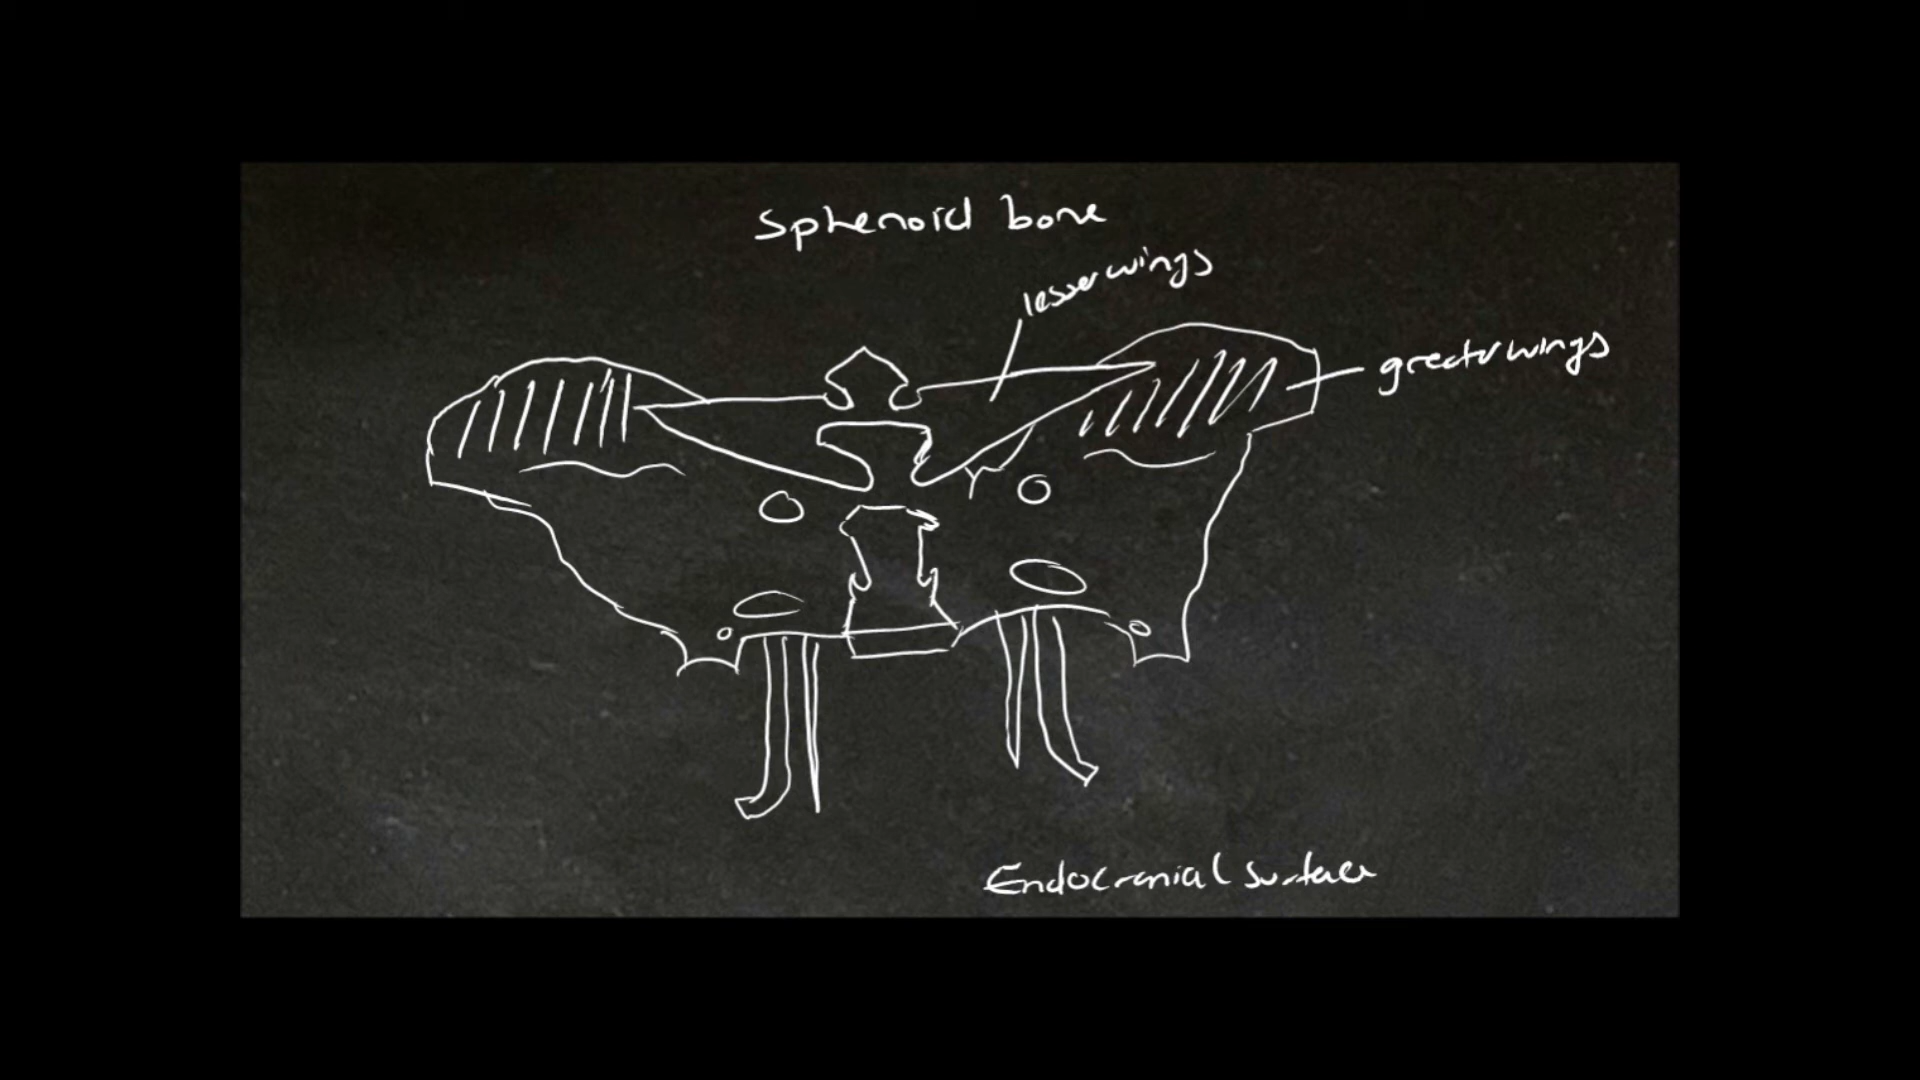 Sphenoid bone
lesser wings
greater wings
Endocranial surface